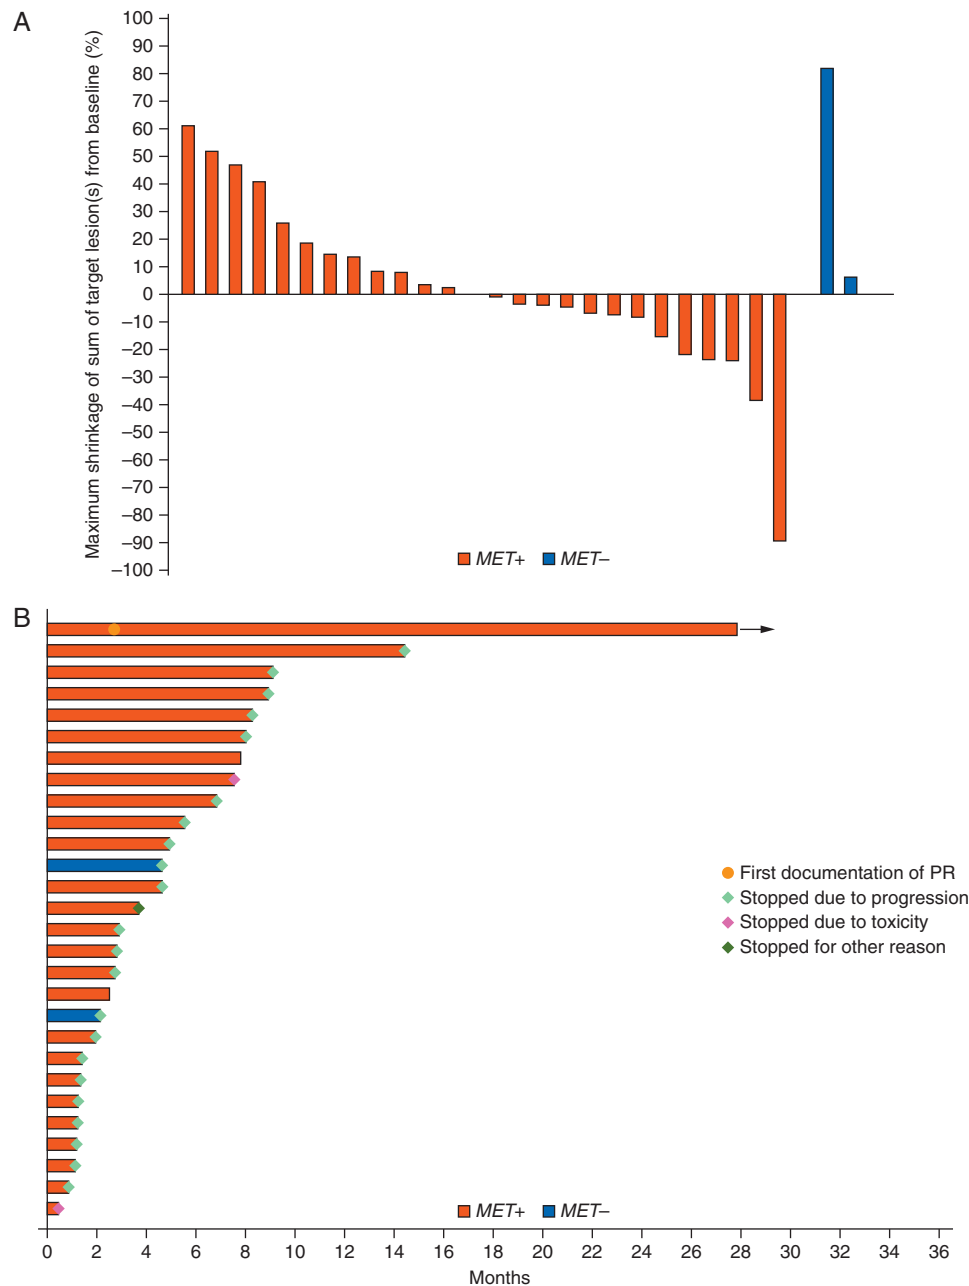 A
Maximum shrinkage of sum of target lesion(s) from baseline (%)
100
90
80
70
60
50
40
30
20
10
0
–10
–20
–30
–40
–50
–60
–70
–80
–90
–100
MET+ MET–
B
First documentation of PR
Stopped due to progression
Stopped due to toxicity
Stopped for other reason
MET+ MET–
0 2 4 6 8 10 12 14 16 18 20 22 24 26 28 30 32 34 36
Months